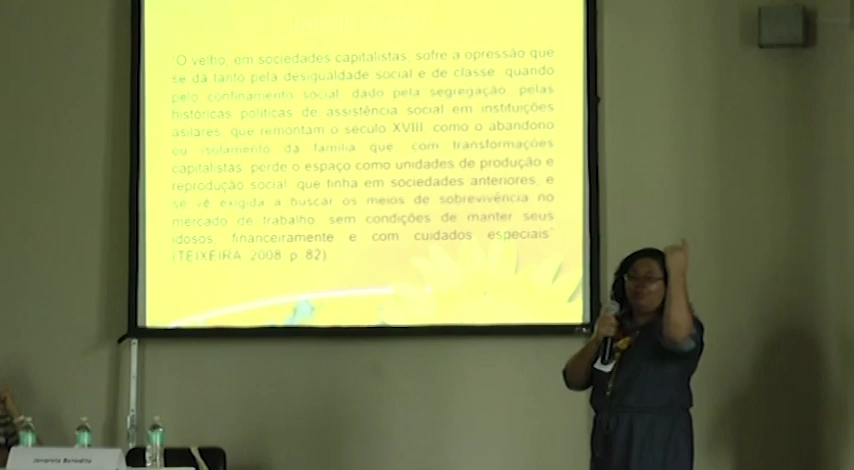 “O velho, em sociedades capitalistas, sofre a opressão que
se dá tanto pela desigualdade social e de classe, quando
pelo confinamento social, dado pela segregação, pelas
históricas políticas de assistência social em instituições
asilares, que remontam o século XVIII, como o abandono
ou isolamento da família que, com transformações
capitalistas, perde o espaço como unidades de produção e
reprodução social, que tinha em sociedades anteriores, e
se vê exigida a buscar os meios de sobrevivência no
mercado de trabalho, sem condições de manter seus
idosos, financeiramente e com cuidados especiais”
(TEIXEIRA, 2008, p. 82)
Benedito